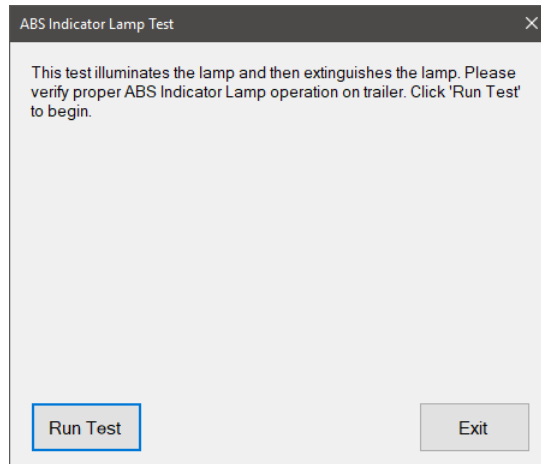 ABS Indicator Lamp Test
This test illuminates the lamp and then extinguishes the lamp. Please
verify proper ABS Indicator Lamp operation on trailer. Click 'Run Test'
to begin.
Run Test
Exit